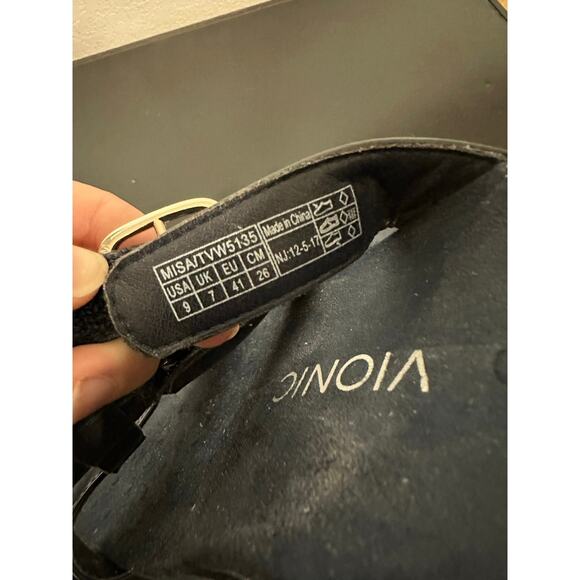 MISA/TVW5135
USA UK EU CM
9 7 41 26
Made in China
NJ:12-5-17
VIONIC